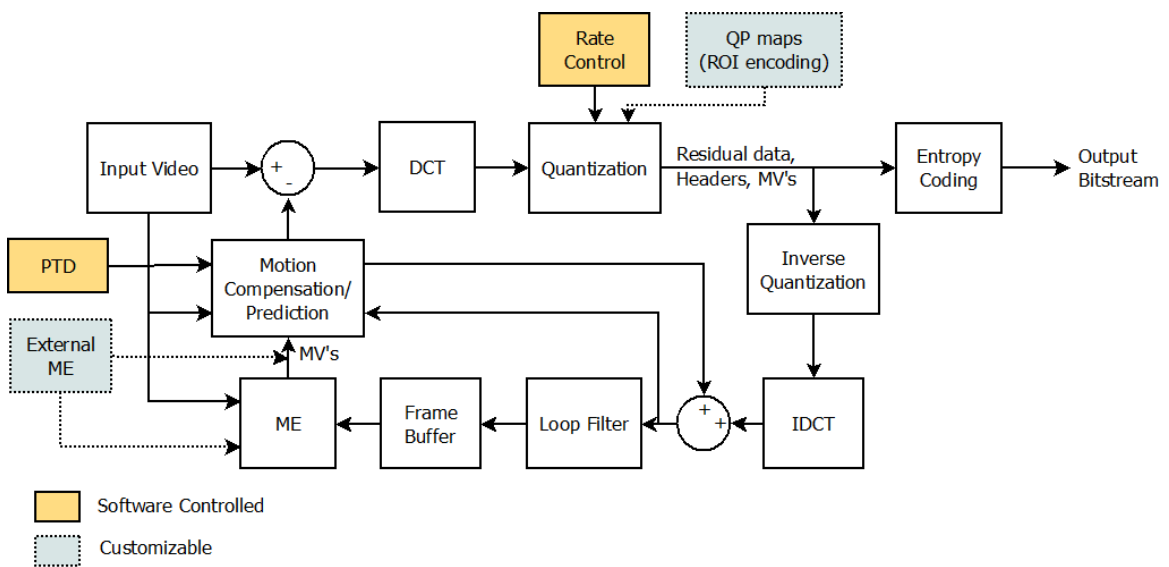 Rate
Control
QP maps
(ROI encoding)
Input Video
+
-
DCT
Quantization
Residual data,
Headers, MV's
Entropy
Coding
Output
Bitstream
PTD
Motion
Compensation/
Prediction
Inverse
Quantization
External
ME
MV's
ME
Frame
Buffer
Loop Filter
+
+
IDCT
Software Controlled
Customizable